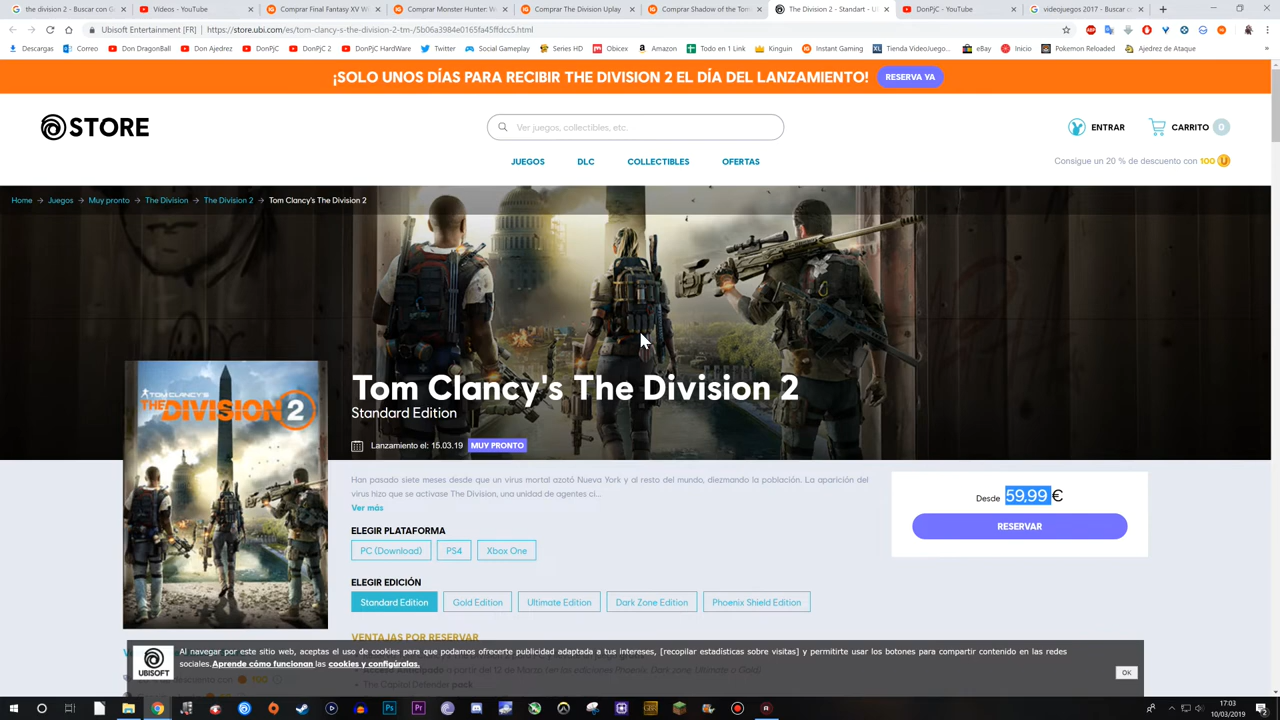 the division 2 - Buscar con G
Vídeos - YouTube
Comprar Final Fantasy XV W
Comprar Monster Hunter: W
Comprar The Division Uplay
Comprar Shadow of the Tom
The Division 2 - Standart - U
DonPjC - YouTube
videojuegos 2017 - Buscar c
Ubisoft Entertainment [FR]
https://store.ubi.com/es/tom-clancy-s-the-division-2-tm-/5b06a3984e0165fa45ffdcc5.html
Descargas
Correo
Don DragonBall
Don Ajedrez
DonPjC
DonPjC 2
DonPjC HardWare
Twitter
Social Gameplay
Series HD
Obicex
Amazon
Todo en 1 Link
Kinguin
Instant Gaming
Tienda VideoJuego...
eBay
Inicio
Pokemon Reloaded
Ajedrez de Ataque
¡SOLO UNOS DÍAS PARA RECIBIR THE DIVISION 2 EL DÍA DEL LANZAMIENTO!
RESERVA YA
STORE
Ver juegos, collectibles, etc.
ENTRAR
CARRITO 0
JUEGOS
DLC
COLLECTIBLES
OFERTAS
Consigue un 20 % de descuento con 100
Home → Juegos → Muy pronto → The Division → The Division 2 → Tom Clancy's The Division 2
Tom Clancy's The Division 2
Standard Edition
Lanzamiento el: 15.03.19 MUY PRONTO
TOM CLANCY'S
THE DIVISION 2
Han pasado siete meses desde que un virus mortal azotó Nueva York y al resto del mundo, diezmando la población. La aparición del
virus hizo que se activase The Division, una unidad de agentes ci...
Ver más
Desde 59,99 €
RESERVAR
ELEGIR PLATAFORMA
PC (Download)
PS4
Xbox One
ELEGIR EDICIÓN
Standard Edition
Gold Edition
Ultimate Edition
Dark Zone Edition
Phoenix Shield Edition
VENTAJAS POR RESERVAR
UBISOFT
Al navegar por este sitio web, aceptas el uso de cookies para que podamos ofrecerte publicidad adaptada a tus intereses, [recopilar estadísticas sobre visitas] y permitirte usar los botones para compartir contenido en las redes
sociales.Aprende cómo funcionan las cookies y configúralas.
OK
The Capitol Defender pack
17:03
10/03/2019